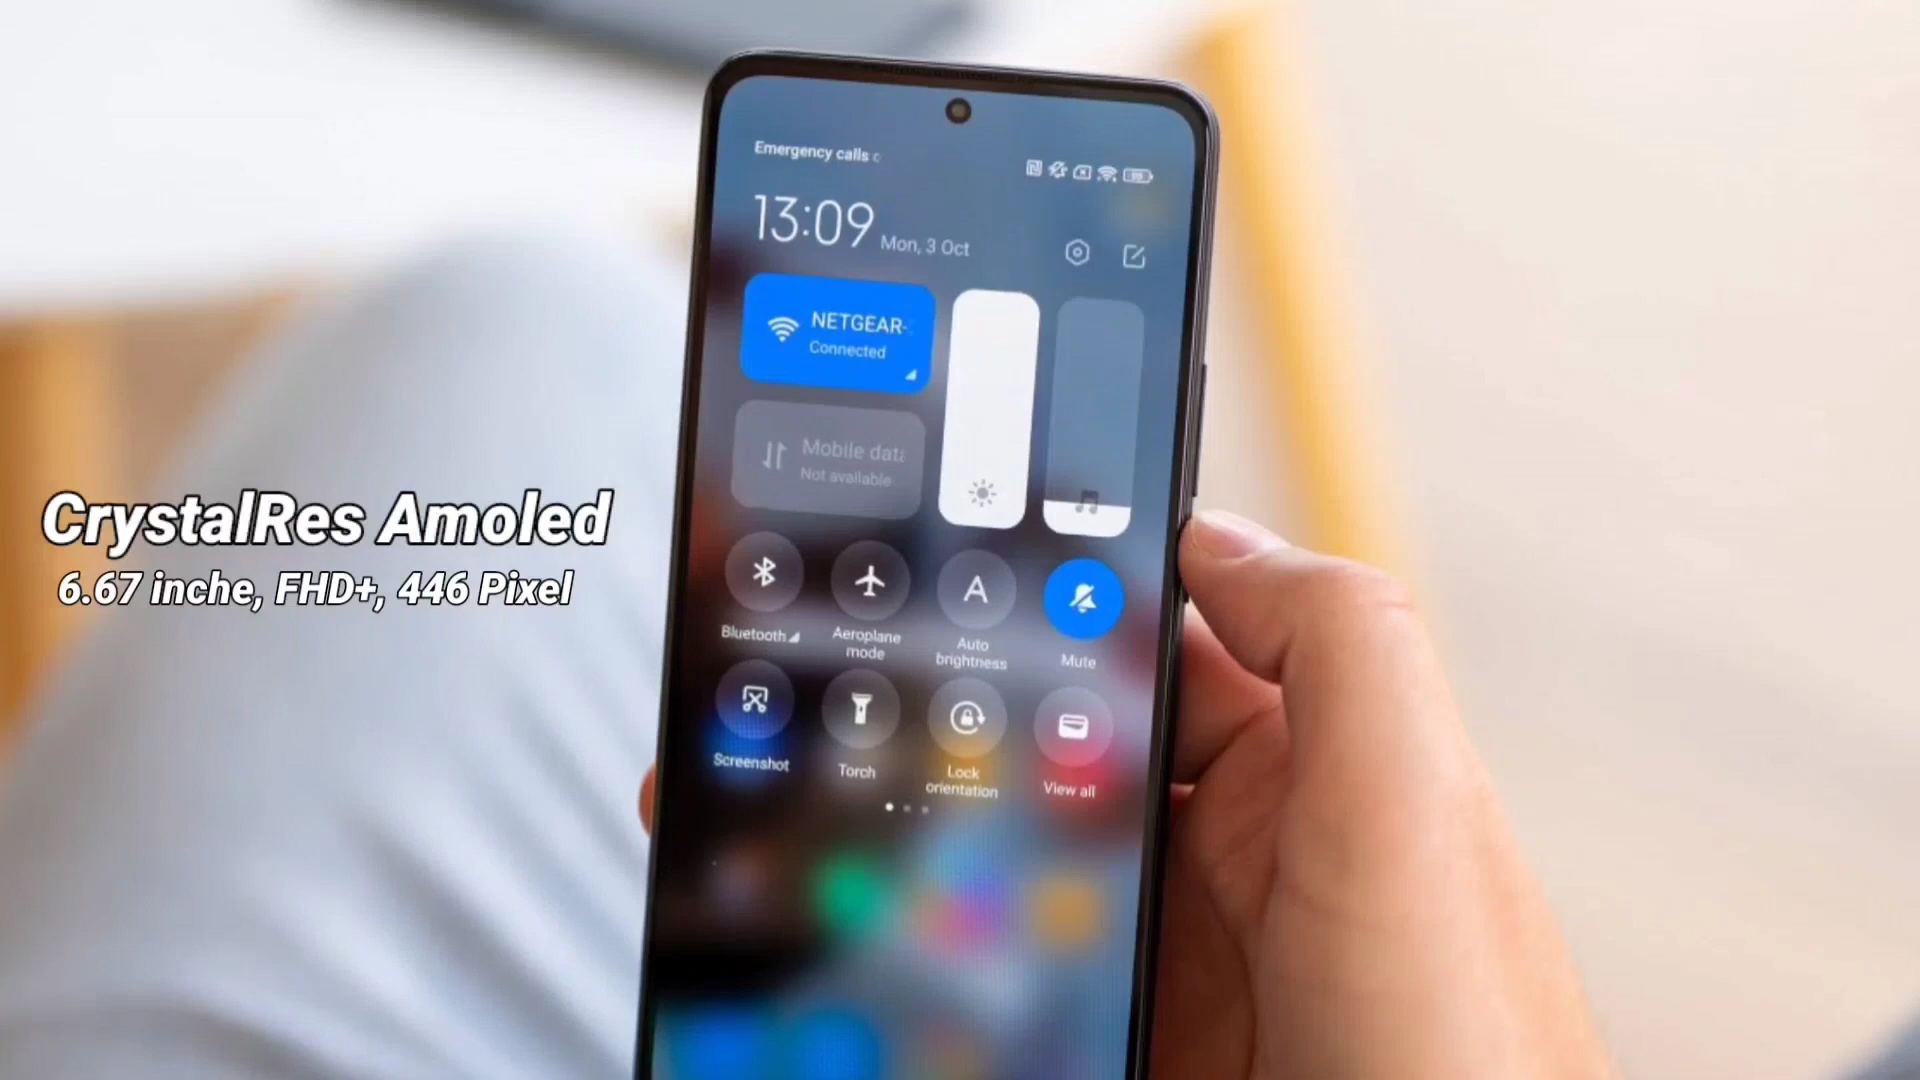 Emergency calls
13:09 Mon, 3 Oct
NETGEAR-
Connected
Mobile data
Not available
Bluetooth
Aeroplane
mode
Auto
brightness
Mute
Screenshot
Torch
Lock
orientation
View all
CrystalRes Amoled
6.67 inche, FHD+, 446 Pixel